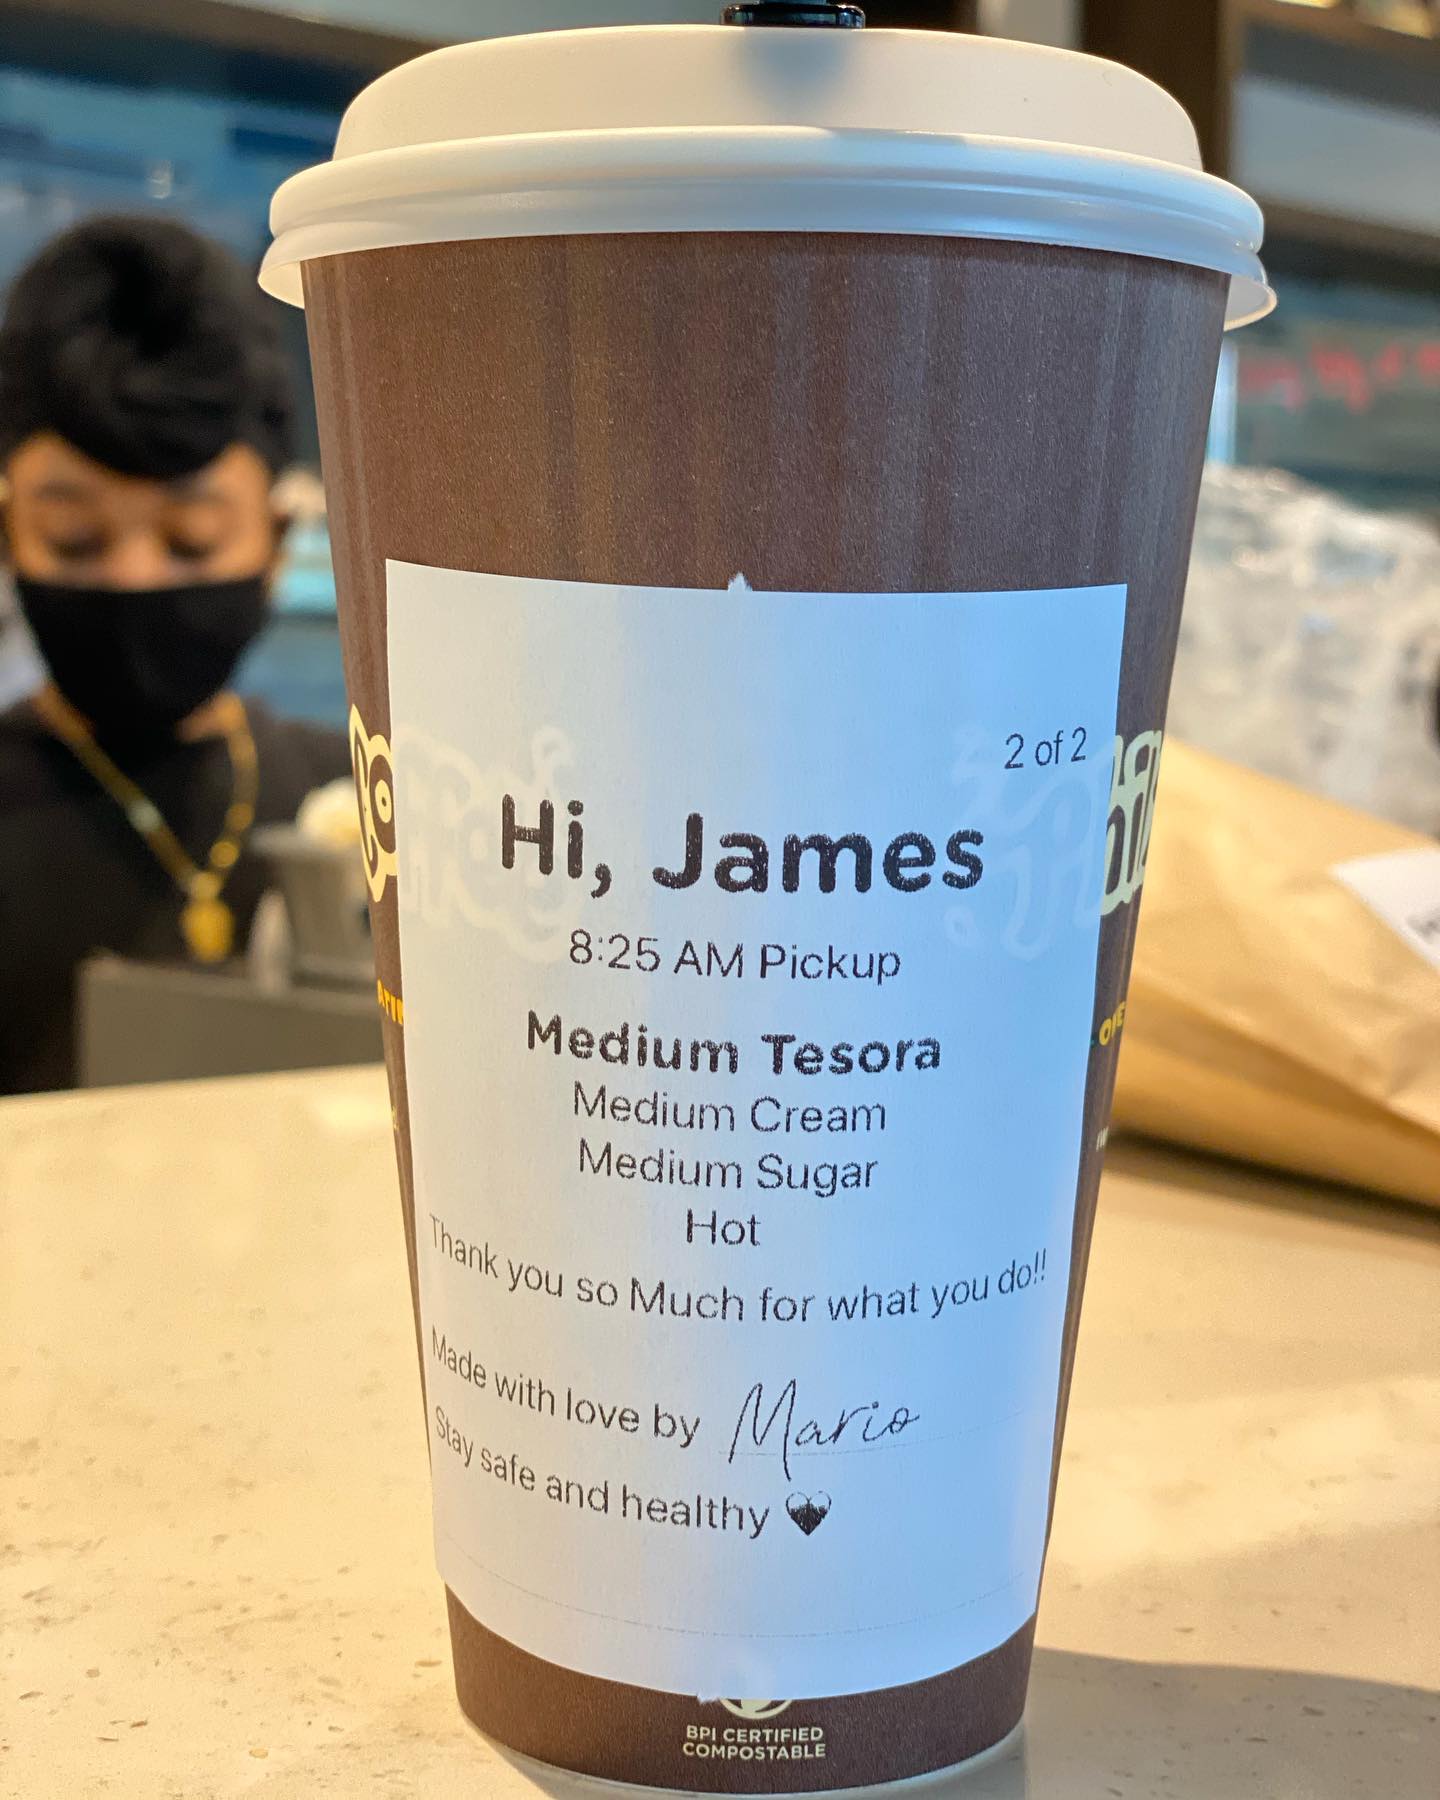 2 of 2
Hi, James
8:25 AM Pickup
Medium Tesora
Medium Cream
Medium Sugar
Hot
Thank you so Much for what you do!!
Made with love by Mario
Stay safe and healthy
BPI CERTIFIED
COMPOSTABLE